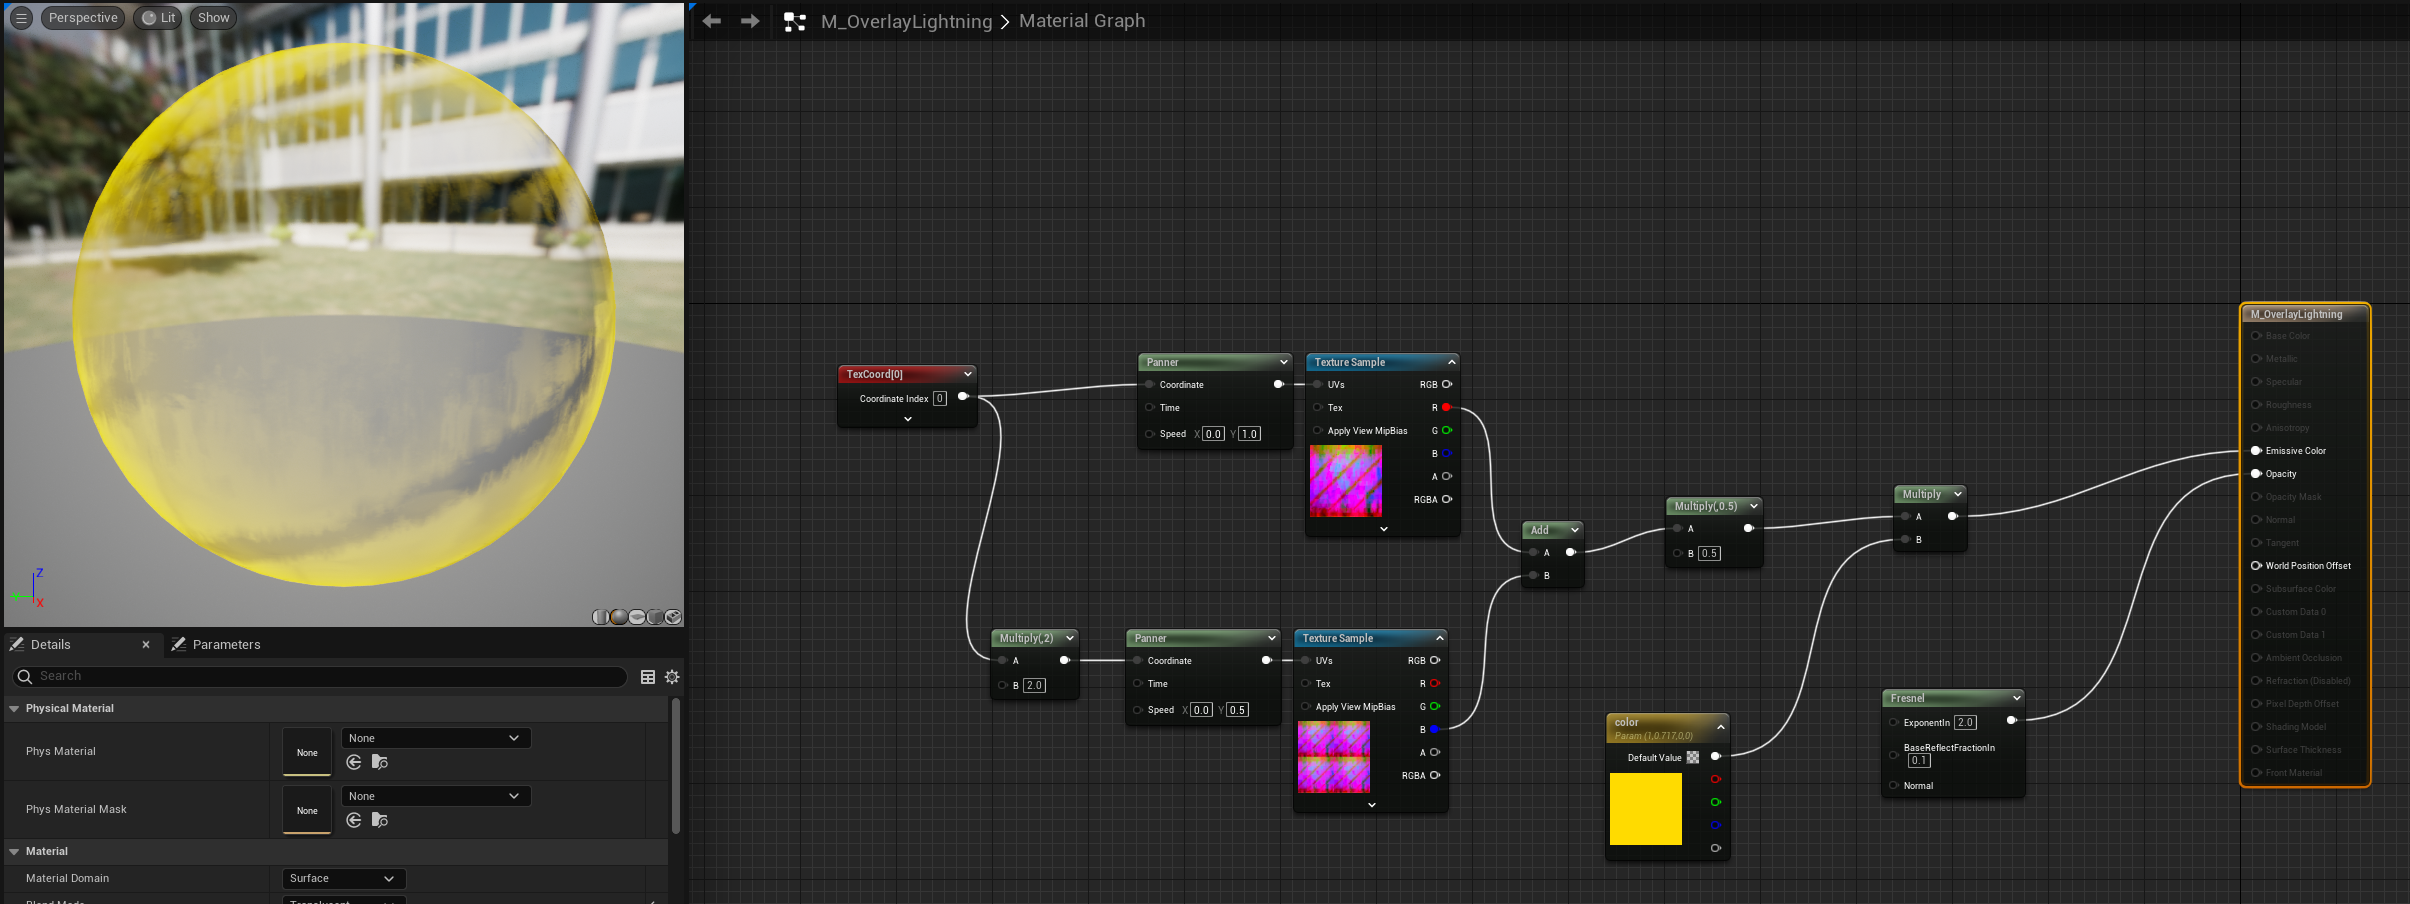 Perspective
Lit
Show
M_OverlayLightning > Material Graph
Z
X
Details
Parameters
Search
Physical Material
Phys Material
None
None
Phys Material Mask
None
None
Material
Material Domain
Surface
Blend Mode
Translucent
TexCoord[0]
Coordinate Index 0
Panner
Coordinate
Time
Speed X 0.0 Y 1.0
Texture Sample
UVs RGB
Tex R
Apply View MipBias G
B
A
RGBA
Multiply(,2)
A
B 2.0
Panner
Coordinate
Time
Speed X 0.0 Y 0.5
Texture Sample
UVs RGB
Tex R
Apply View MipBias G
B
A
RGBA
Add
A
B
Multiply(,0.5)
A
B 0.5
color
Param (1,0.717,0,0)
Default Value
Multiply
A
B
Fresnel
ExponentIn 2.0
BaseReflectFractionIn
0.1
Normal
M_OverlayLightning
Base Color
Metallic
Specular
Roughness
Anisotropy
Emissive Color
Opacity
Opacity Mask
Normal
Tangent
World Position Offset
Subsurface Color
Custom Data 0
Custom Data 1
Ambient Occlusion
Refraction (Disabled)
Pixel Depth Offset
Shading Model
Surface Thickness
Front Material